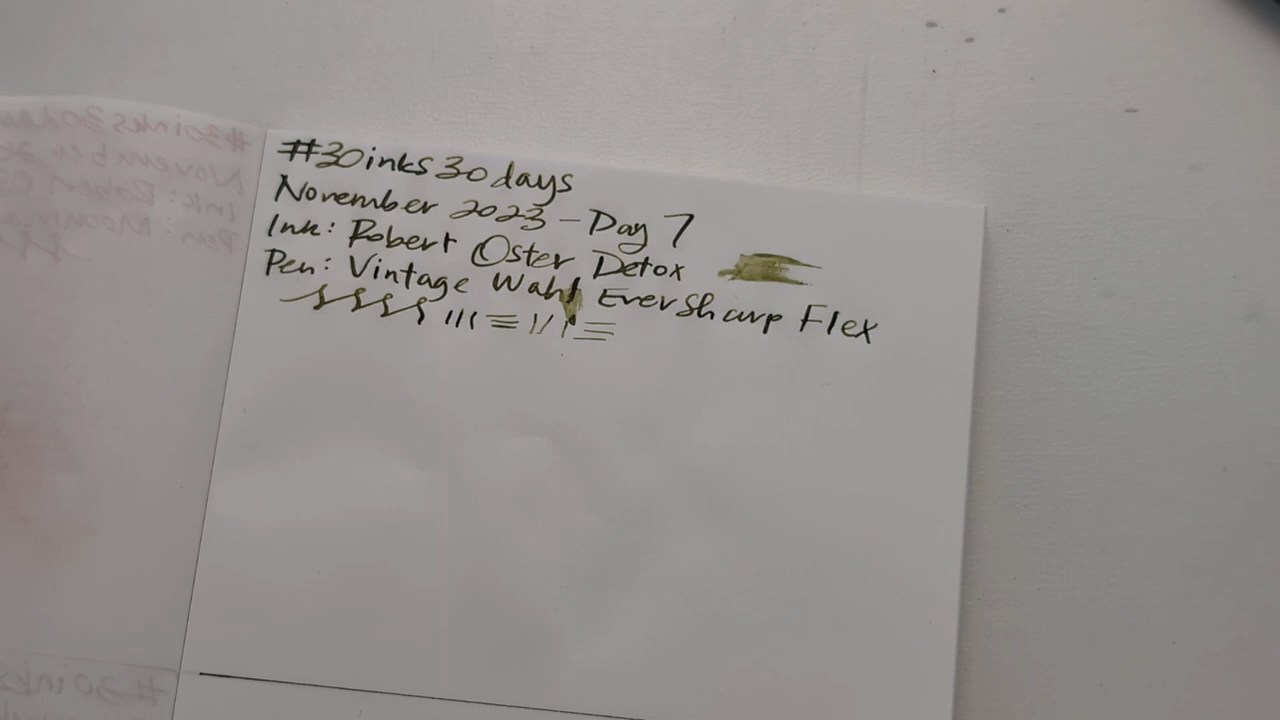 #30inks30days
November 2023 - Day 7
Ink: Robert Oster Detox
Pen: Vintage Wahl Eversharp Flex